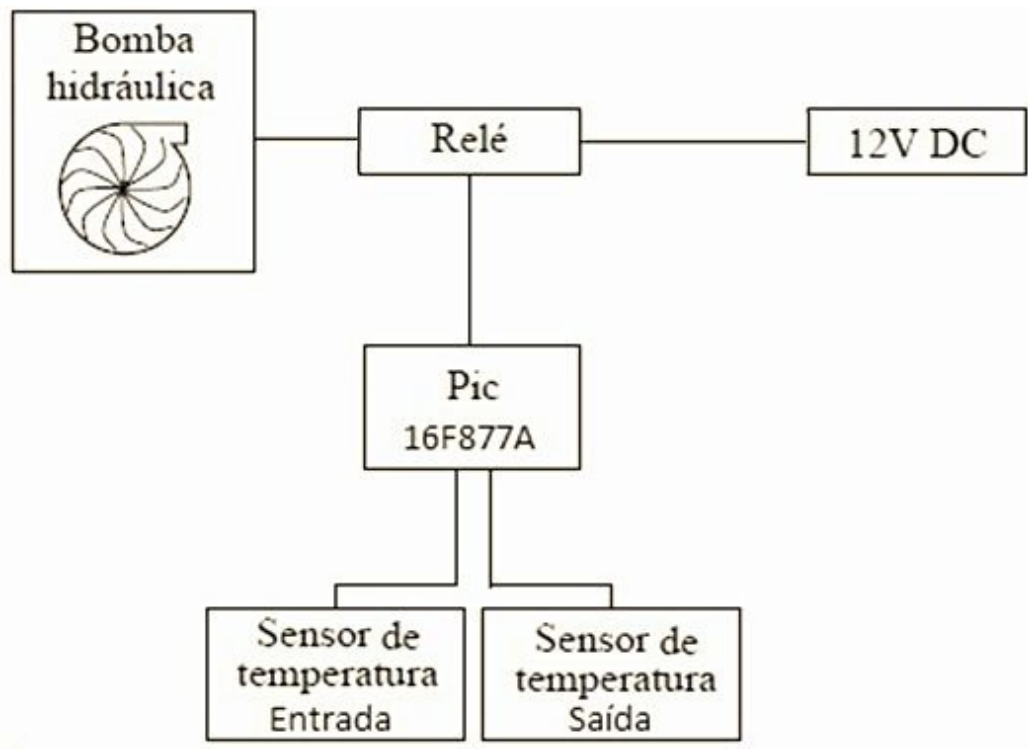 Bomba
hidráulica
Relé
12V DC
Pic
16F877A
Sensor de
temperatura
Entrada
Sensor de
temperatura
Saída